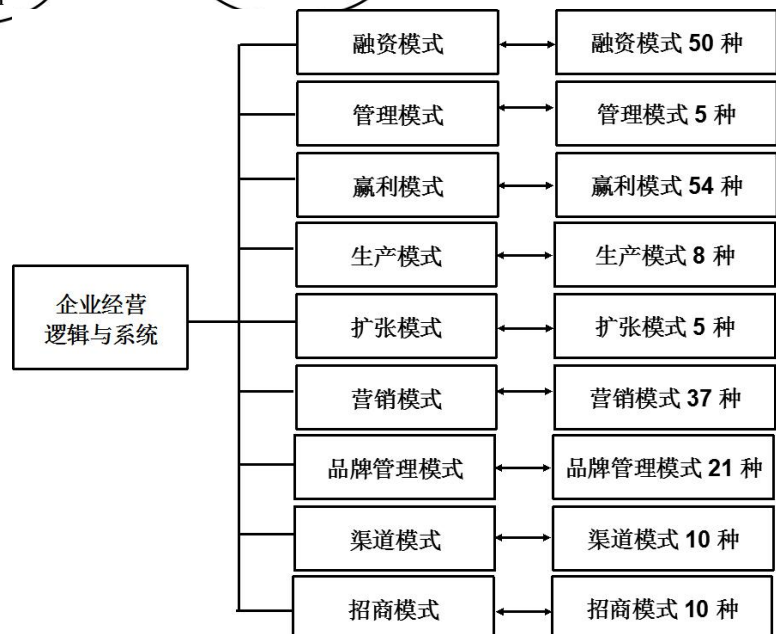 融资模式 融资模式 50 种
管理模式 管理模式 5 种
赢利模式 赢利模式 54 种
生产模式 生产模式 8 种
企业经营
逻辑与系统
扩张模式 扩张模式 5 种
营销模式 营销模式 37 种
品牌管理模式 品牌管理模式 21 种
渠道模式 渠道模式 10 种
招商模式 招商模式 10 种